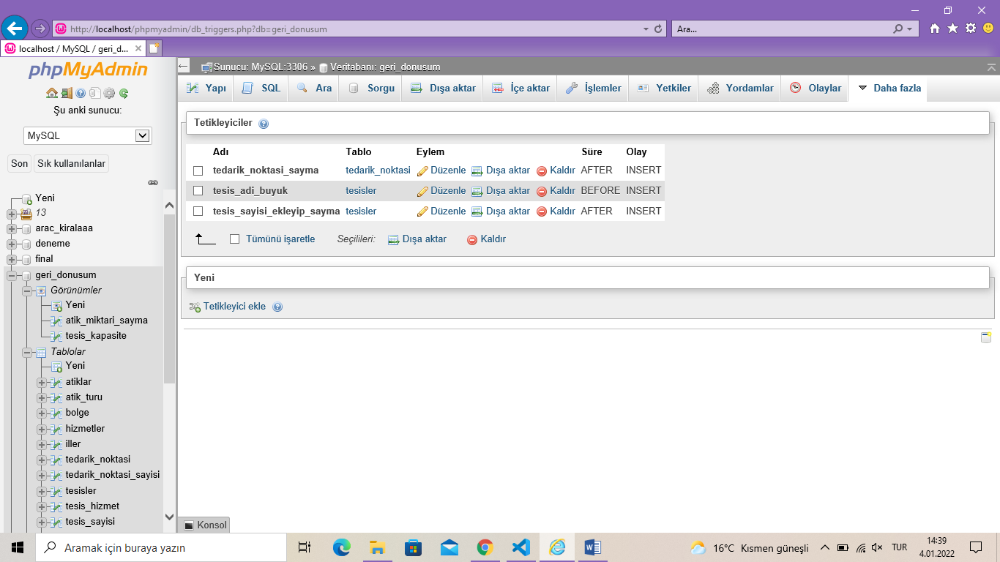 http://localhost/phpmyadmin/db_triggers.php?db=geri_donusum
Ara...
localhost / MySQL / geri_d...
phpMyAdmin
Şu anki sunucu:
MySQL
Son
Sık kullanılanlar
Yeni
13
arac_kiralaaa
deneme
final
geri_donusum
Görünümler
Yeni
atik_miktari_sayma
tesis_kapasite
Tablolar
Yeni
atiklar
atik_turu
bolge
hizmetler
iller
tedarik_noktasi
tedarik_noktasi_sayisi
tesisler
tesis_hizmet
tesis_sayisi
Sunucu: MySQL:3306 » Veritabanı: geri_donusum
Yapı SQL Ara Sorgu Dışa aktar İçe aktar İşlemler Yetkiler Yordamlar Olaylar Daha fazla
Tetikleyiciler
Adı Tablo Eylem Süre Olay
tedarik_noktasi_sayma tedarik_noktasi Düzenle Dışa aktar Kaldır AFTER INSERT
tesis_adi_buyuk tesisler Düzenle Dışa aktar Kaldır BEFORE INSERT
tesis_sayisi_ekleyip_sayma tesisler Düzenle Dışa aktar Kaldır AFTER INSERT
Tümünü işaretle Seçilileri: Dışa aktar Kaldır
Yeni
Tetikleyici ekle
Konsol
Aramak için buraya yazın
16°C Kısmen güneşli
TUR
14:39
4.01.2022